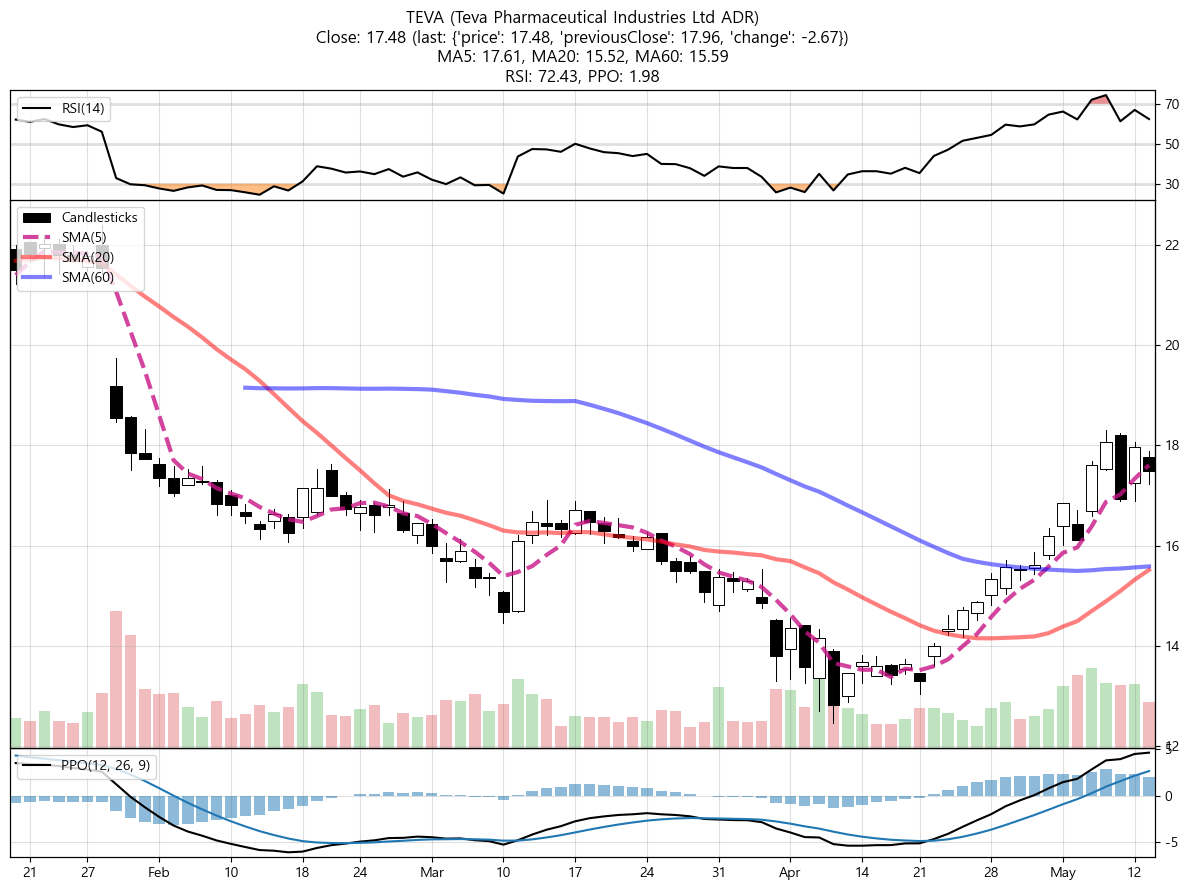 TEVA (Teva Pharmaceutical Industries Ltd ADR)
Close: 17.48 (last: {'price': 17.48, 'previousClose': 17.96, 'change': -2.67})
MA5: 17.61, MA20: 15.52, MA60: 15.59
RSI: 72.43, PPO: 1.98
RSI(14)
70
50
30
Candlesticks
SMA(5)
SMA(20)
SMA(60)
22
20
18
16
14
12
PPO(12, 26, 9)
5
0
-5
21 27 Feb 10 18 24 Mar 10 17 24 31 Apr 14 21 28 May 12